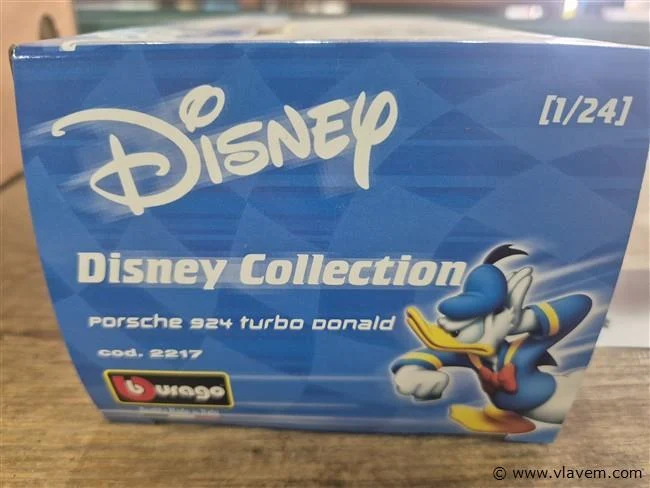 Disney
[1/24]
Disney Collection
Porsche 924 turbo Donald
cod. 2217
burago
© www.vlavem.com